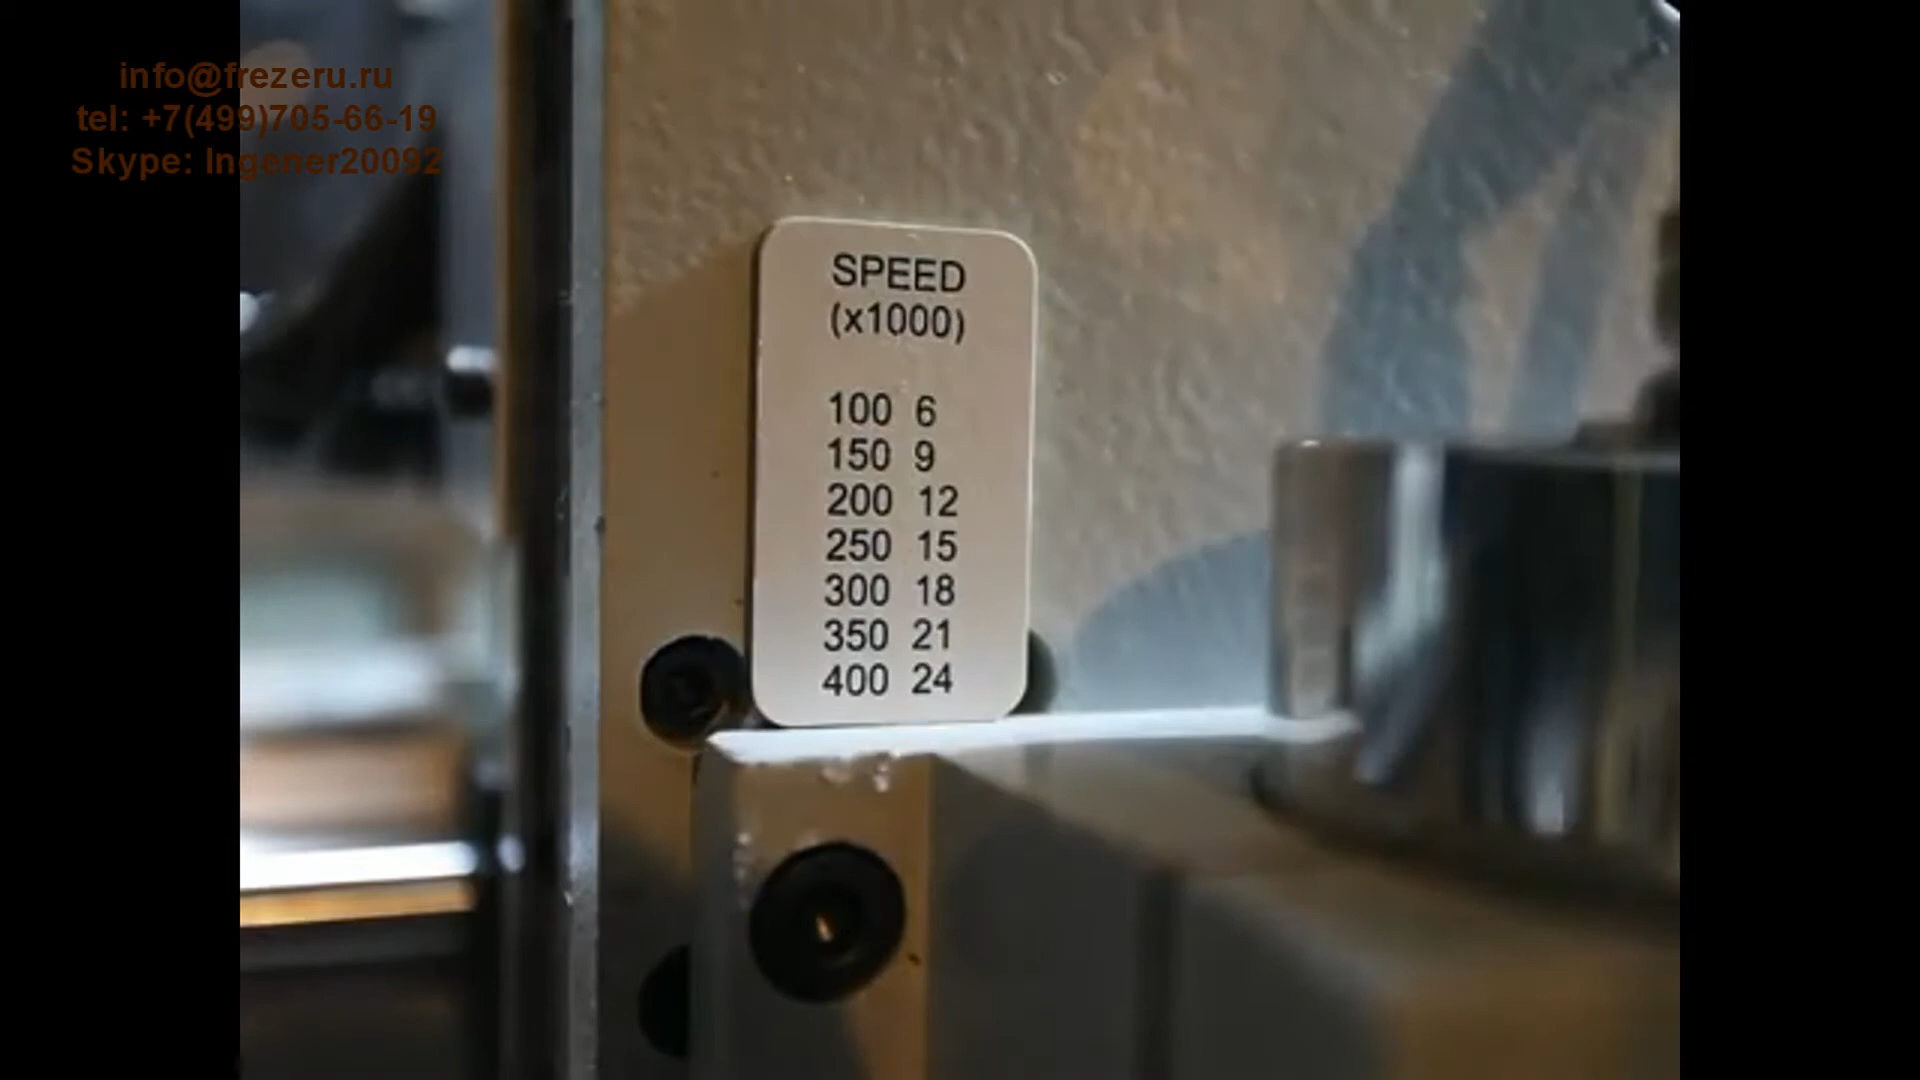 info@frezeru.ru
tel: +7(499)705-66-19
Skype: Ingener20092
SPEED
(x1000)
100 6
150 9
200 12
250 15
300 18
350 21
400 24